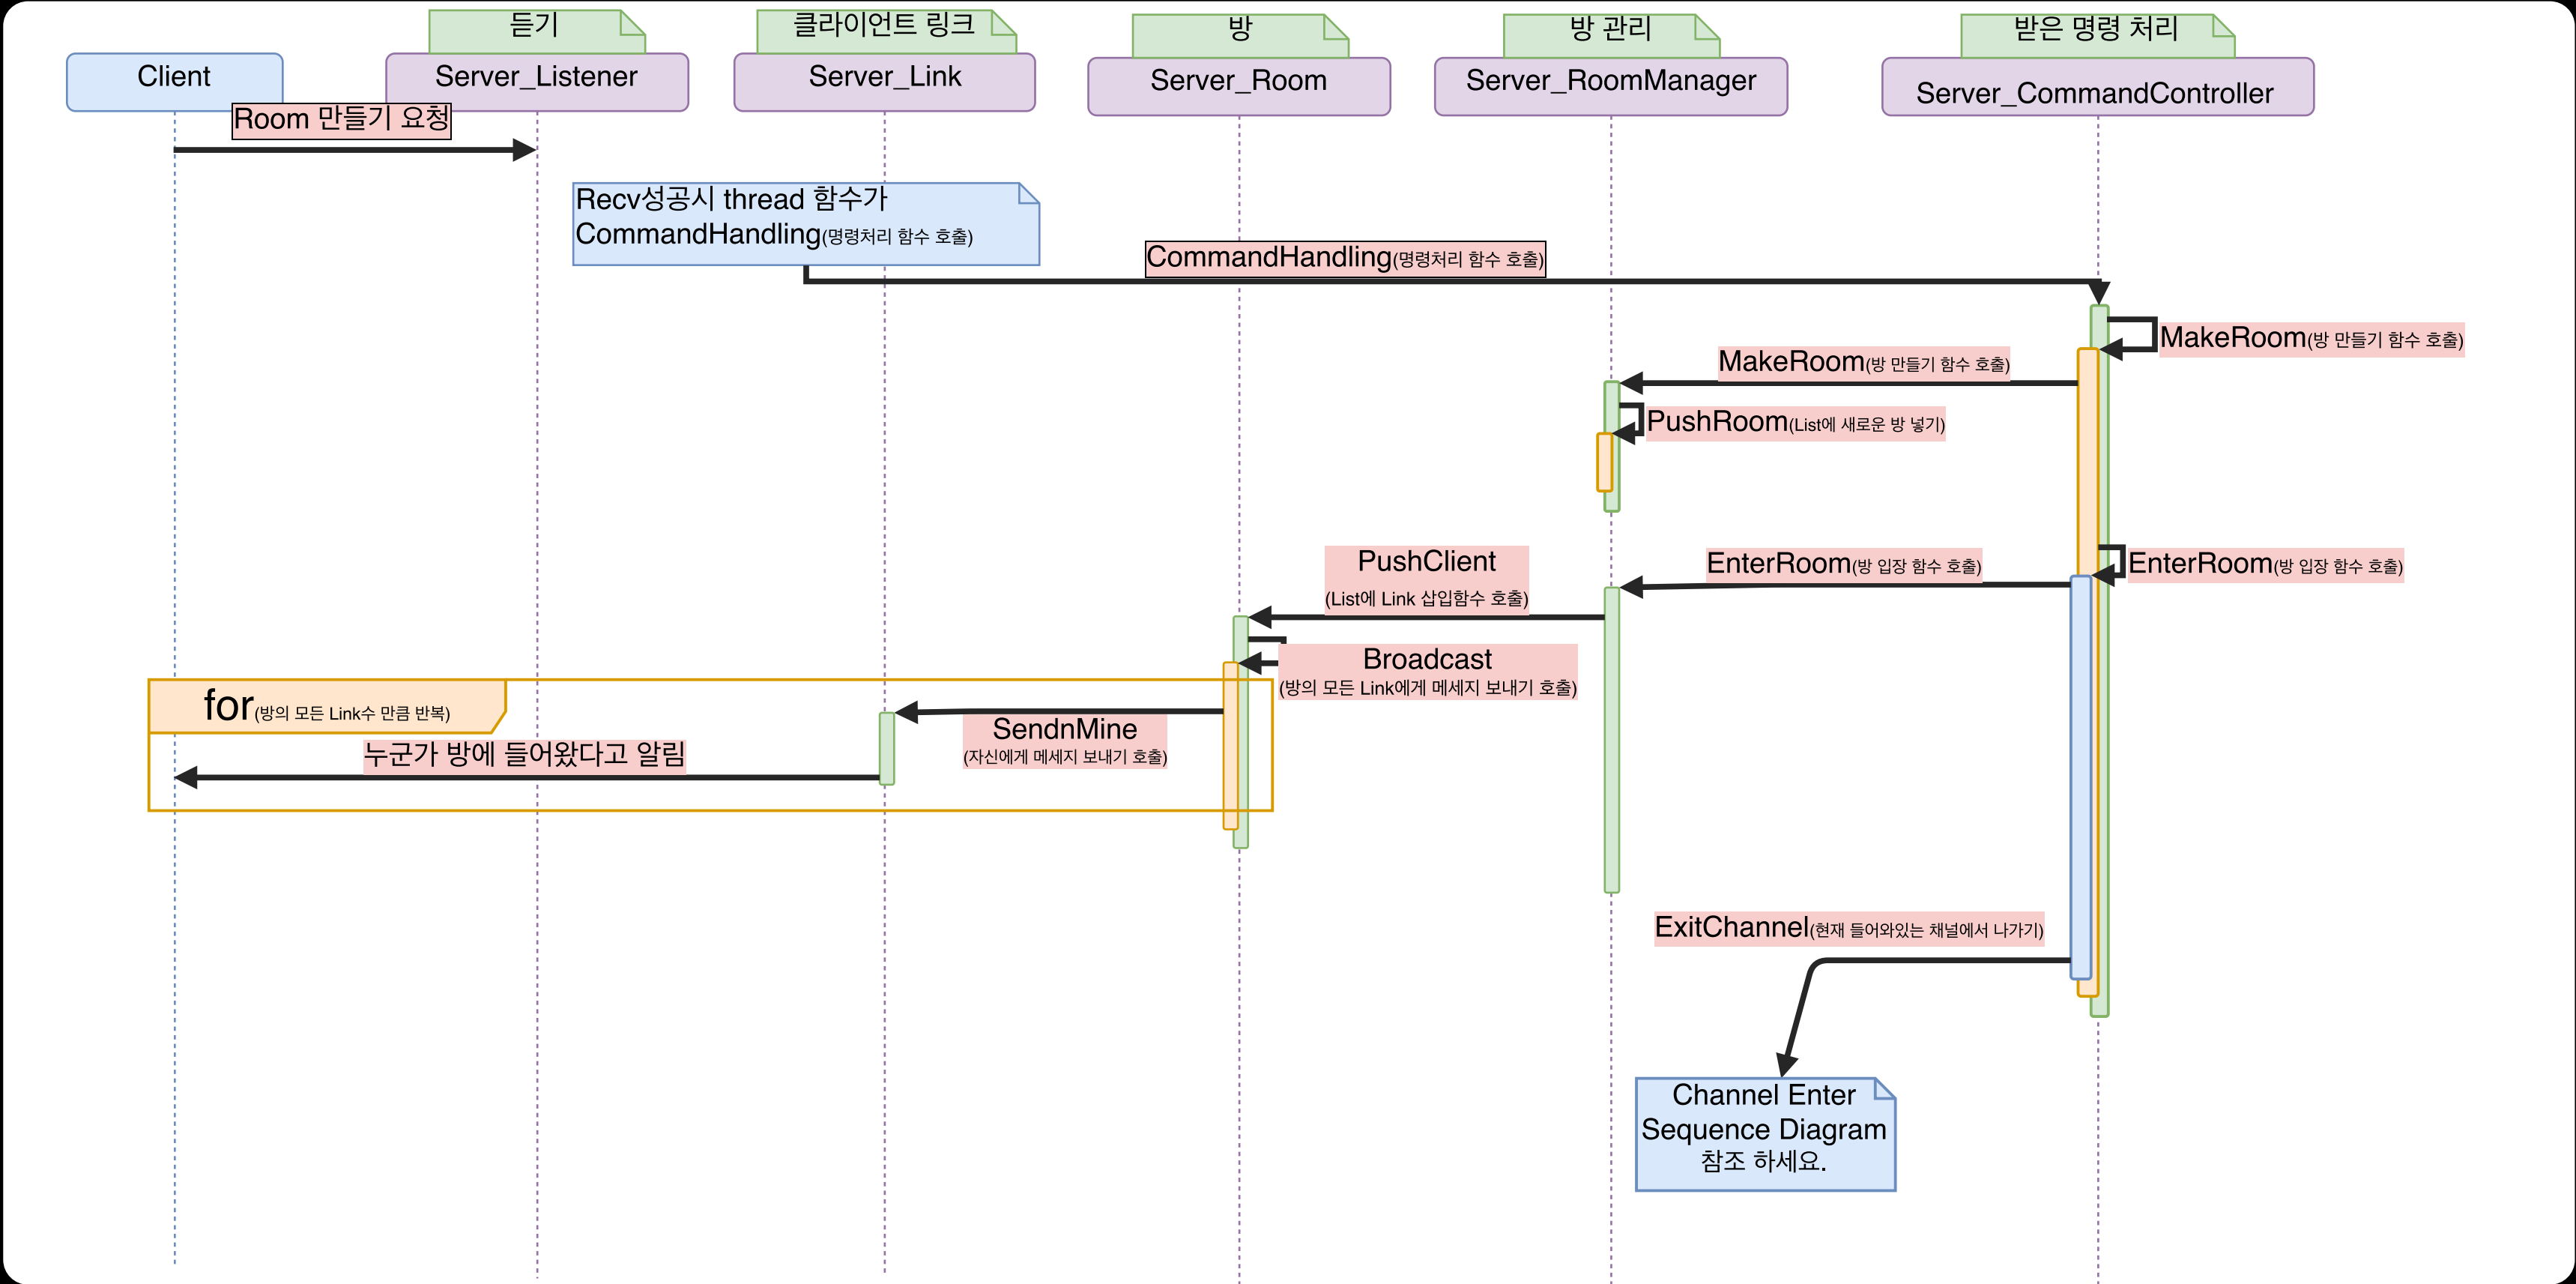 듣기
클라이언트 링크
방
방 관리
받은 명령 처리
Client
Server_Listener
Server_Link
Server_Room
Server_RoomManager
Server_CommandController
Room 만들기 요청
Recv성공시 thread 함수가
CommandHandling(명령처리 함수 호출)
CommandHandling(명령처리 함수 호출)
MakeRoom(방 만들기 함수 호출)
MakeRoom(방 만들기 함수 호출)
PushRoom(List에 새로운 방 넣기)
EnterRoom(방 입장 함수 호출)
EnterRoom(방 입장 함수 호출)
PushClient
(List에 Link 삽입함수 호출)
Broadcast
(방의 모든 Link에게 메세지 보내기 호출)
for(방의 모든 Link수 만큼 반복)
SendnMine
(자신에게 메세지 보내기 호출)
누군가 방에 들어왔다고 알림
ExitChannel(현재 들어와있는 채널에서 나가기)
Channel Enter
Sequence Diagram
참조 하세요.